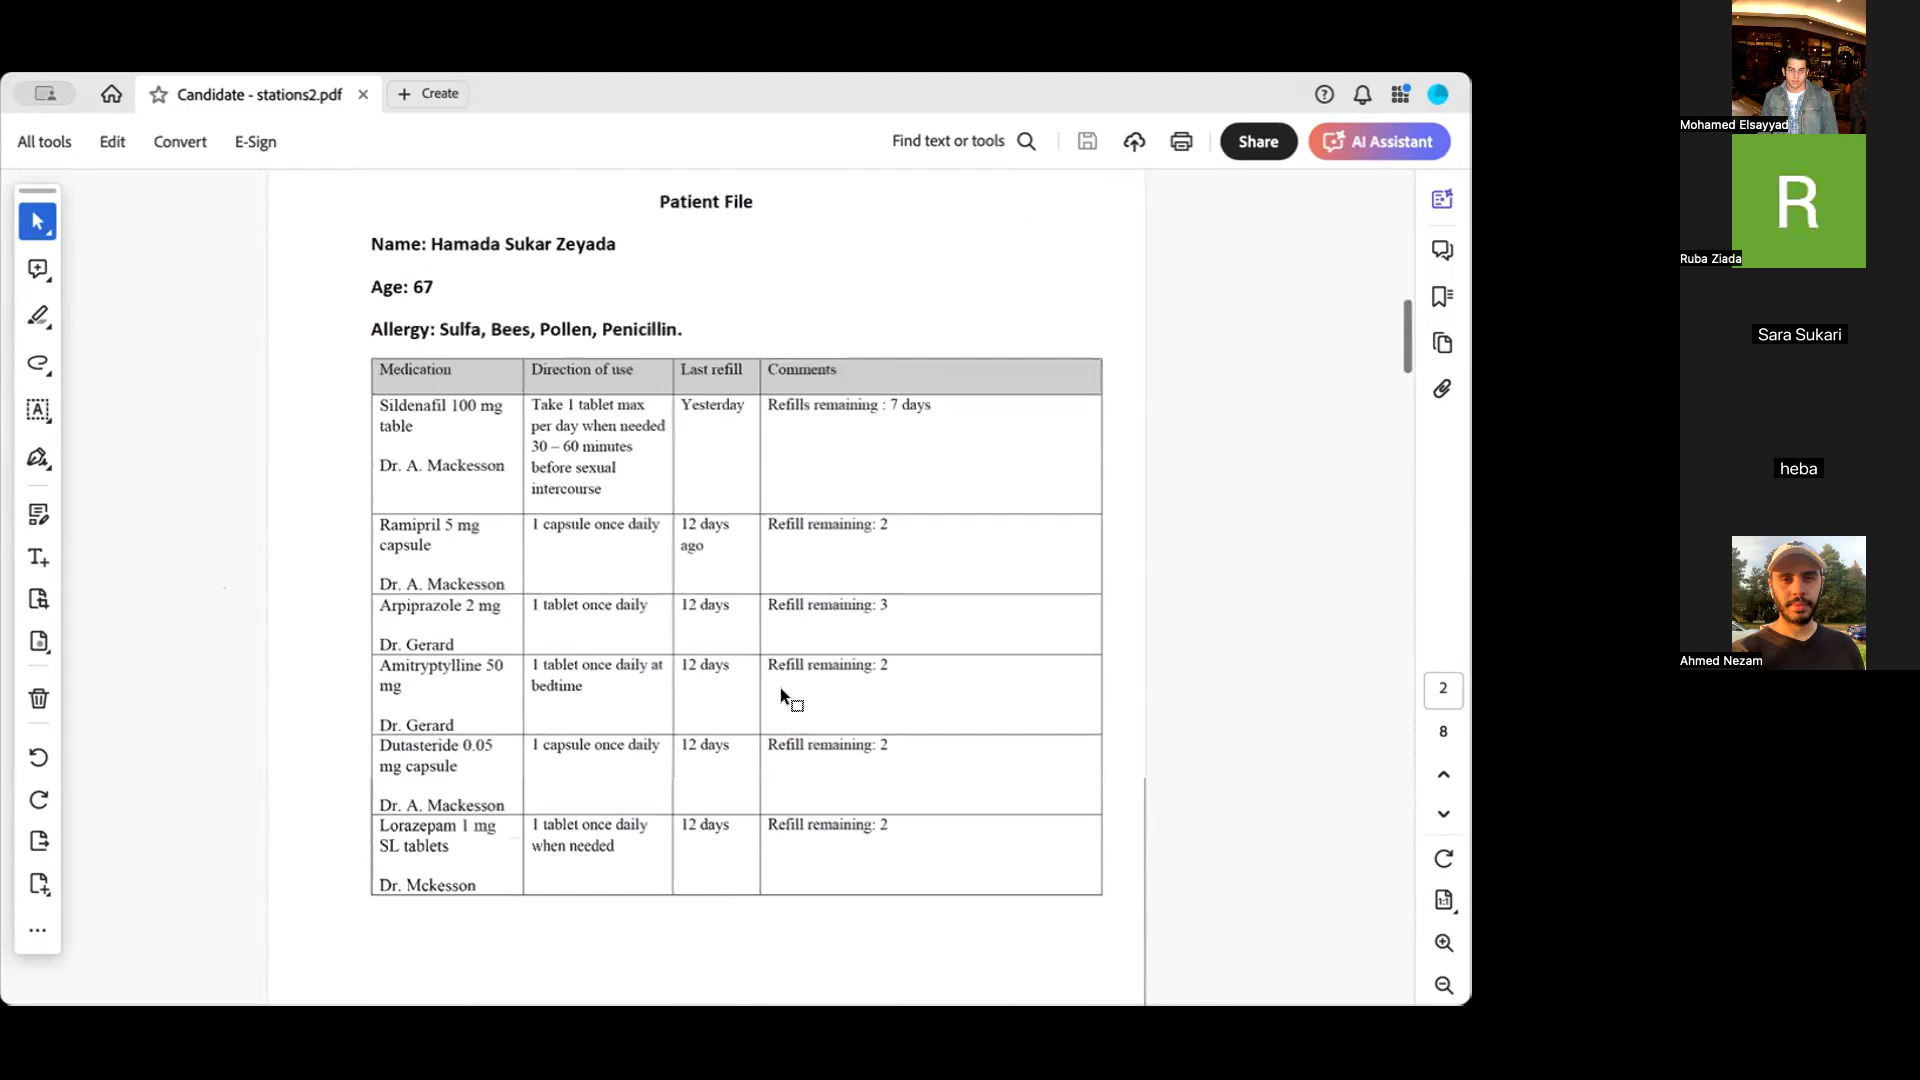 Candidate - stations2.pdf
Create
All tools
Edit
Convert
E-Sign
Find text or tools
Share
AI Assistant
Patient File
Name: Hamada Sukar Zeyada
Age: 67
Allergy: Sulfa, Bees, Pollen, Penicillin.
Medication
Direction of use
Last refill
Comments
Sildenafil 100 mg
table
Dr. A. Mackesson
Take 1 tablet max
per day when needed
30 – 60 minutes
before sexual
intercourse
Yesterday
Refills remaining : 7 days
Ramipril 5 mg
capsule
Dr. A. Mackesson
1 capsule once daily
12 days
ago
Refill remaining: 2
Arpiprazole 2 mg
Dr. Gerard
1 tablet once daily
12 days
Refill remaining: 3
Amitryptylline 50
mg
Dr. Gerard
1 tablet once daily at
bedtime
12 days
Refill remaining: 2
Dutasteride 0.05
mg capsule
Dr. A. Mackesson
1 capsule once daily
12 days
Refill remaining: 2
Lorazepam 1 mg
SL tablets
Dr. Mckesson
1 tablet once daily
when needed
12 days
Refill remaining: 2
2
8
Mohamed Elsayyad
R
Ruba Ziada
Sara Sukari
heba
Ahmed Nezam